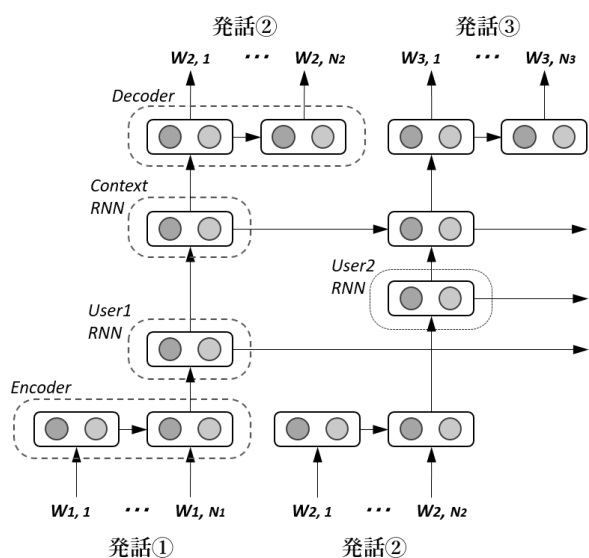 発話② 発話③
W2, 1 ··· W2, N2 W3, 1 ··· W3, N3
Decoder
Context
RNN
User2
RNN
User1
RNN
Encoder
W1, 1 ··· W1, N1 W2, 1 ··· W2, N2
発話① 発話②